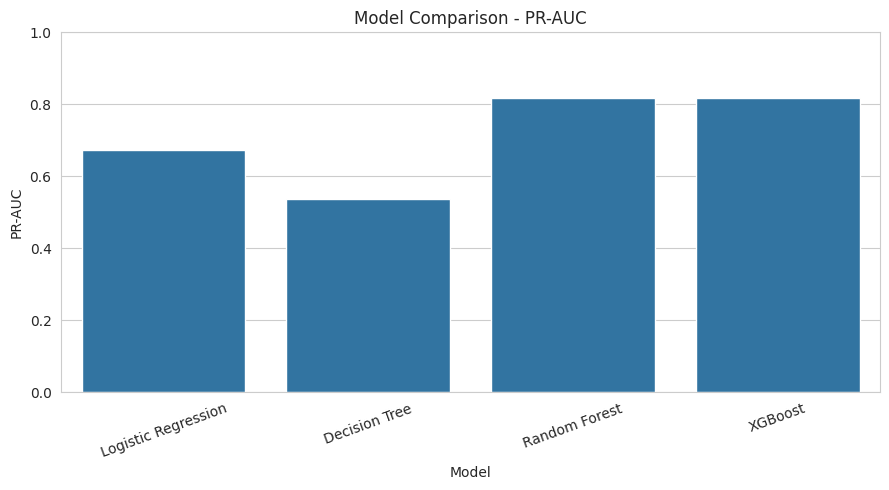 Model Comparison - PR-AUC
PR-AUC
1.0
0.8
0.6
0.4
0.2
0.0
Logistic Regression
Decision Tree
Random Forest
XGBoost
Model